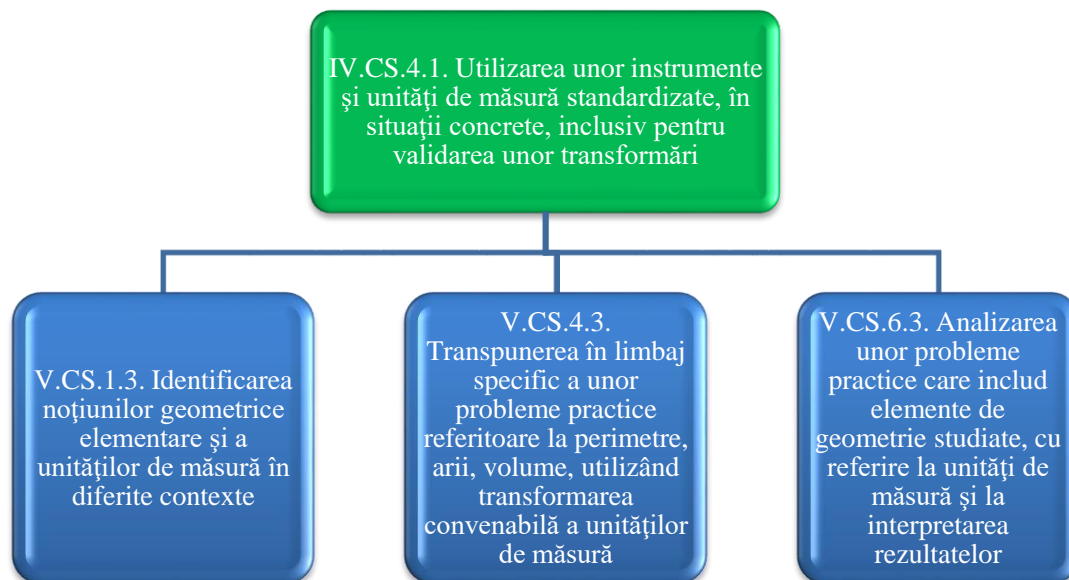 IV.CS.4.1. Utilizarea unor instrumente
şi unităţi de măsură standardizate, în
situaţii concrete, inclusiv pentru
validarea unor transformări
V.CS.1.3. Identificarea
noţiunilor geometrice
elementare şi a
unităţilor de măsură în
diferite contexte
V.CS.4.3.
Transpunerea în limbaj
specific a unor
probleme practice
referitoare la perimetre,
arii, volume, utilizând
transformarea
convenabilă a unităţilor
de măsură
V.CS.6.3. Analizarea
unor probleme
practice care includ
elemente de
geometrie studiate, cu
referire la unităţi de
măsură şi la
interpretarea
rezultatelor